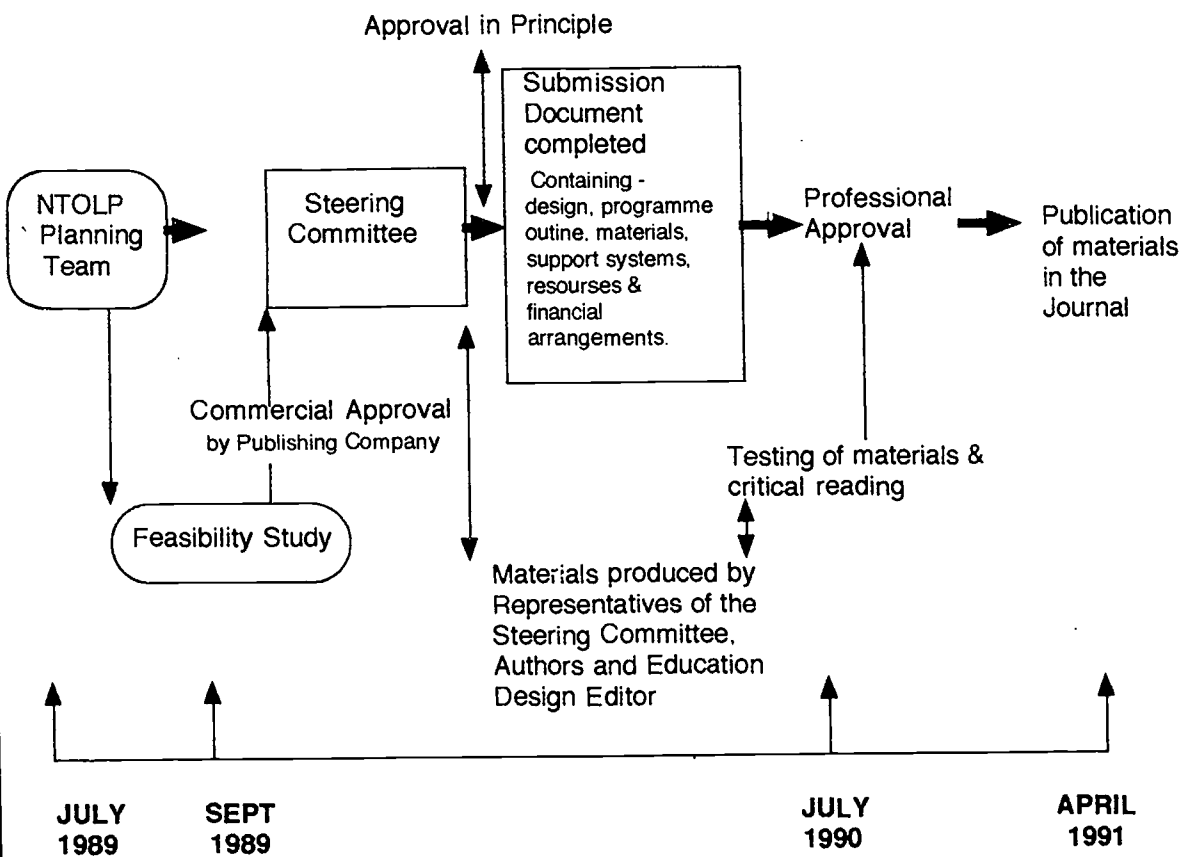 Approval in Principle
NTOLP
Planning
Team
Steering
Committee
Submission
Document
completed
Containing -
design, programme
outine. materials,
support systems,
resourses &
financial
arrangements.
Professional
Approval
Publication
of materials
in the
Journal
Commercial Approval
by Publishing Company
Feasibility Study
Testing of materials &
critical reading
Materials produced by
Representatives of the
Steering Committee,
Authors and Education
Design Editor
JULY
1989
SEPT
1989
JULY
1990
APRIL
1991